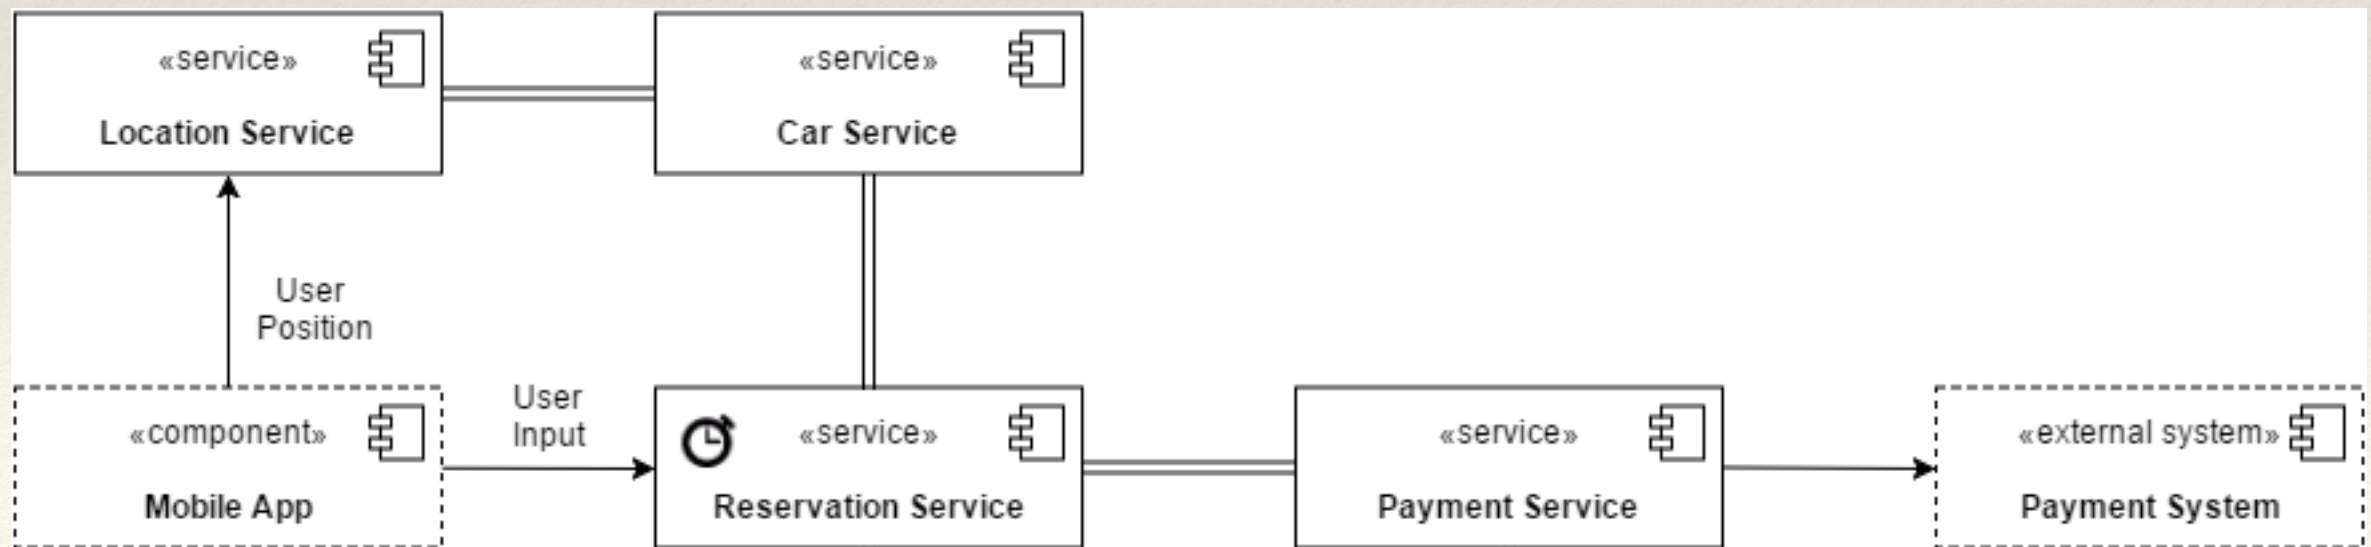 «service»
Location Service
«service»
Car Service
User
Position
User
Input
«component»
Mobile App
«service»
Reservation Service
«service»
Payment Service
«external system»
Payment System